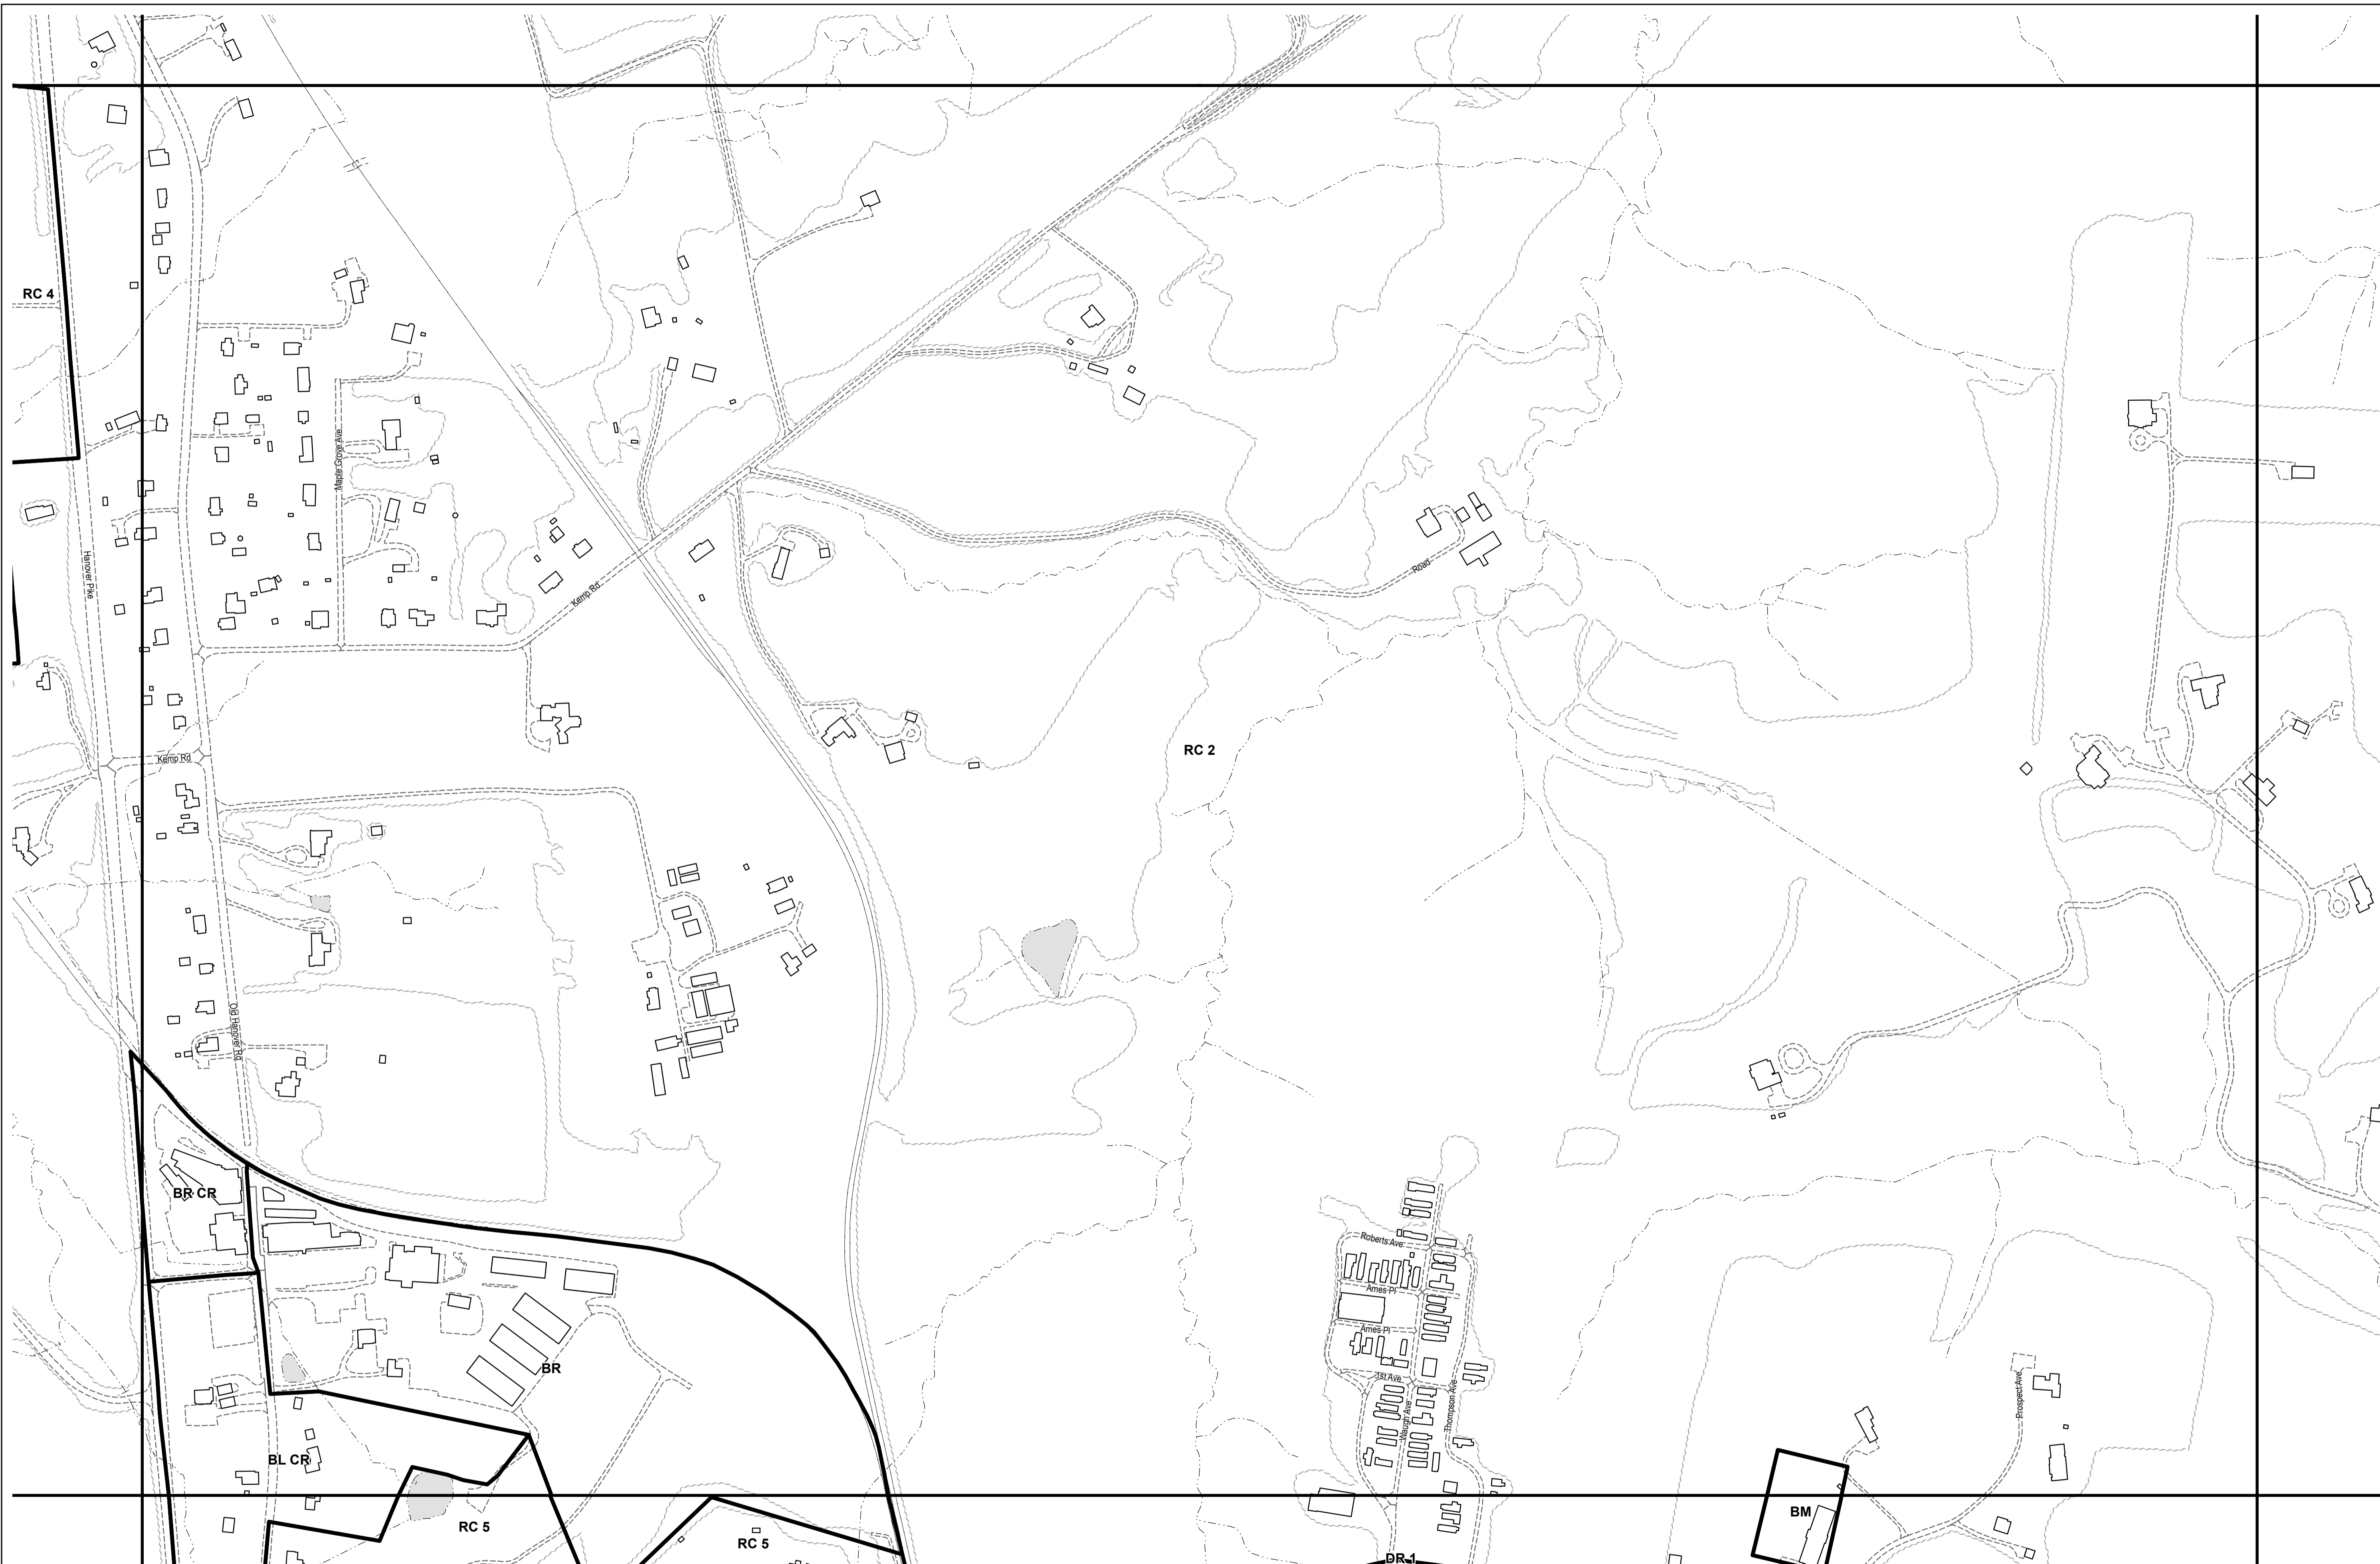 RC 4
Maple Grove Ave
Hanover Pike
Road
Kemp Rd
RC 2
Kemp Rd
Old Hanover Rd
BR CR
Roberts Ave
Ames Pl
Ames Pl
BR
1st Ave
Waugh Ave
Thompson Ave
Prospect Ave
BL CR
BM
RC 5
RC 5
DR 1